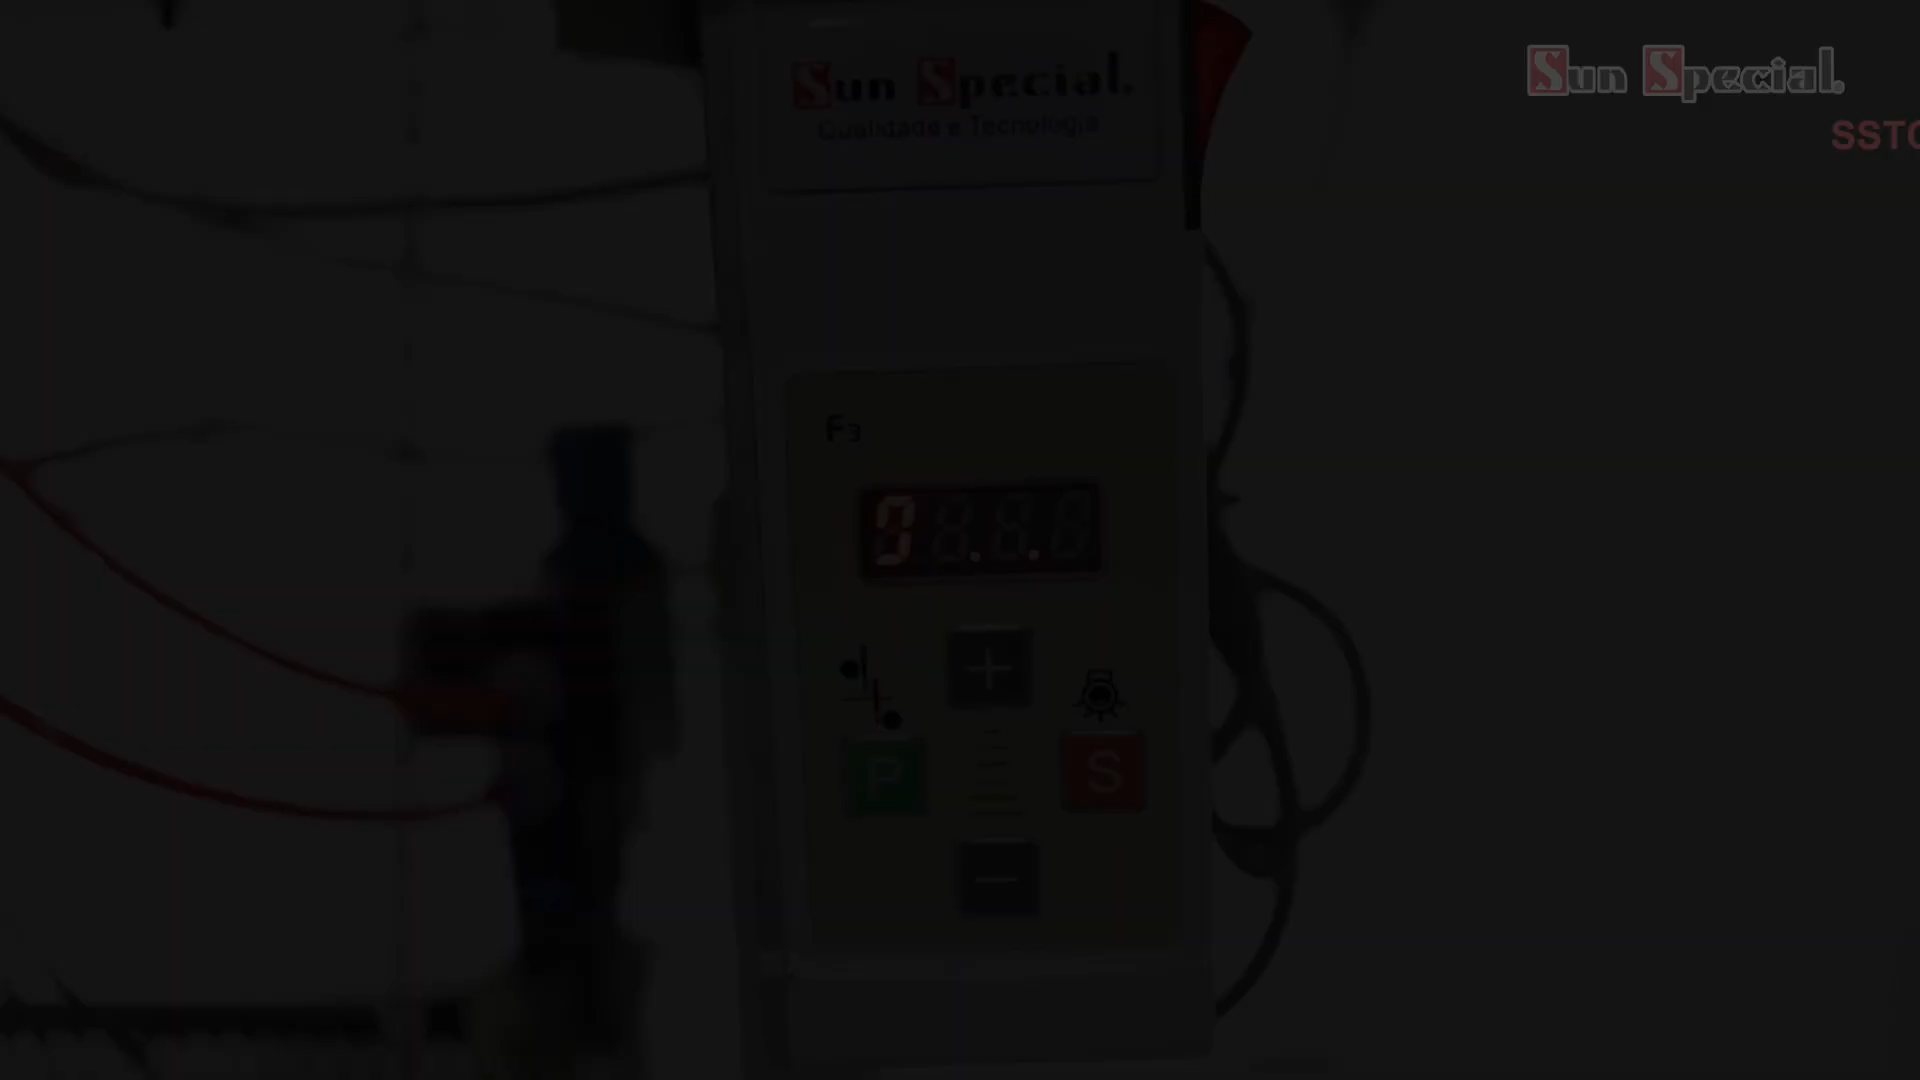 Sun Special.
Qualidade e Tecnologia
Sun Special.
SSTC
F3
+
P
S
−